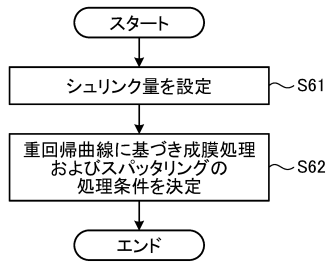 スタート
シュリンク量を設定
S61
重回帰曲線に基づき成膜処理
およびスパッタリングの
処理条件を決定
S62
エンド